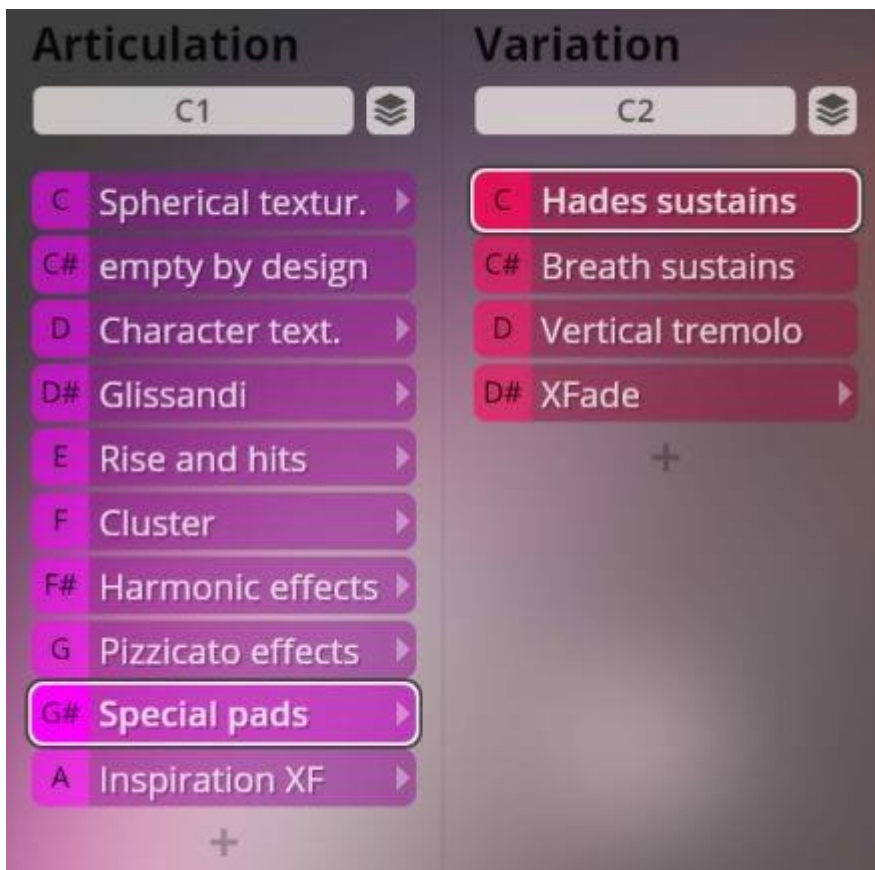 Articulation
C1
C Spherical textur.
C# empty by design
D Character text.
D# Glissandi
E Rise and hits
F Cluster
F# Harmonic effects
G Pizzicato effects
G# Special pads
A Inspiration XF
+
Variation
C2
C Hades sustains
C# Breath sustains
D Vertical tremolo
D# XFade
+